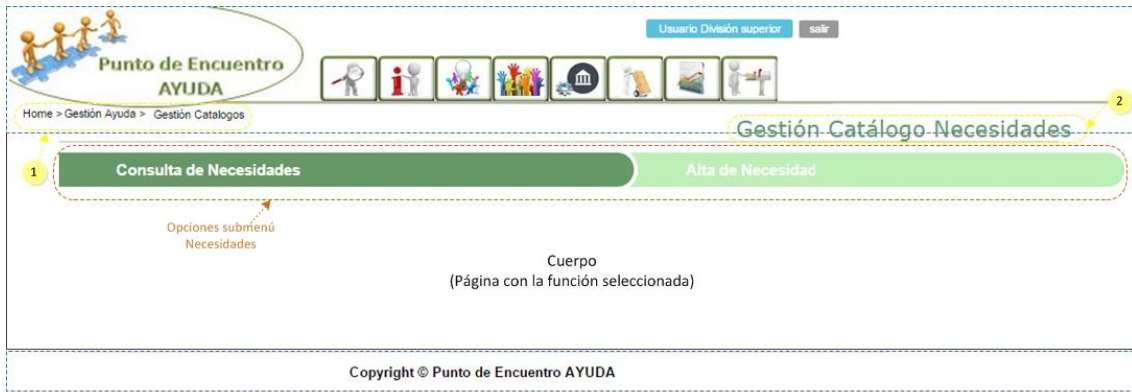 Usuario División superior
salir
Punto de Encuentro
AYUDA
Home > Gestión Ayuda > Gestión Catalogos
2
Gestión Catálogo Necesidades
1
Consulta de Necesidades
Alta de Necesidad
Opciones submenú
Necesidades
Cuerpo
(Página con la función seleccionada)
Copyright © Punto de Encuentro AYUDA